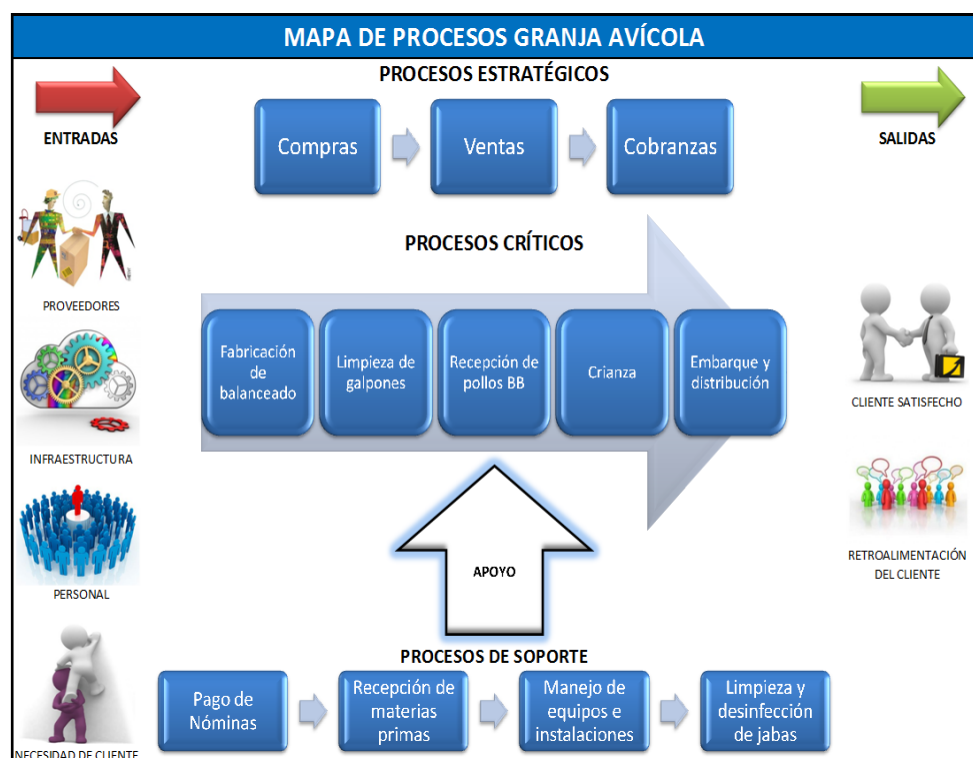 MAPA DE PROCESOS GRANJA AVÍCOLA
PROCESOS ESTRATÉGICOS
ENTRADAS
SALIDAS
Compras
Ventas
Cobranzas
PROCESOS CRÍTICOS
PROVEEDORES
Fabricación
de
balanceado
Limpieza de
galpones
Recepción de
pollos BB
Crianza
Embarque y
distribución
CLIENTE SATISFECHO
INFRAESTRUCTURA
RETROALIMENTACIÓN
DEL CLIENTE
APOYO
PERSONAL
PROCESOS DE SOPORTE
Pago de
Nóminas
Recepción de
materias
primas
Manejo de
equipos e
instalaciones
Limpieza y
desinfección
de jabas
NECESIDAD DE CLIENTE